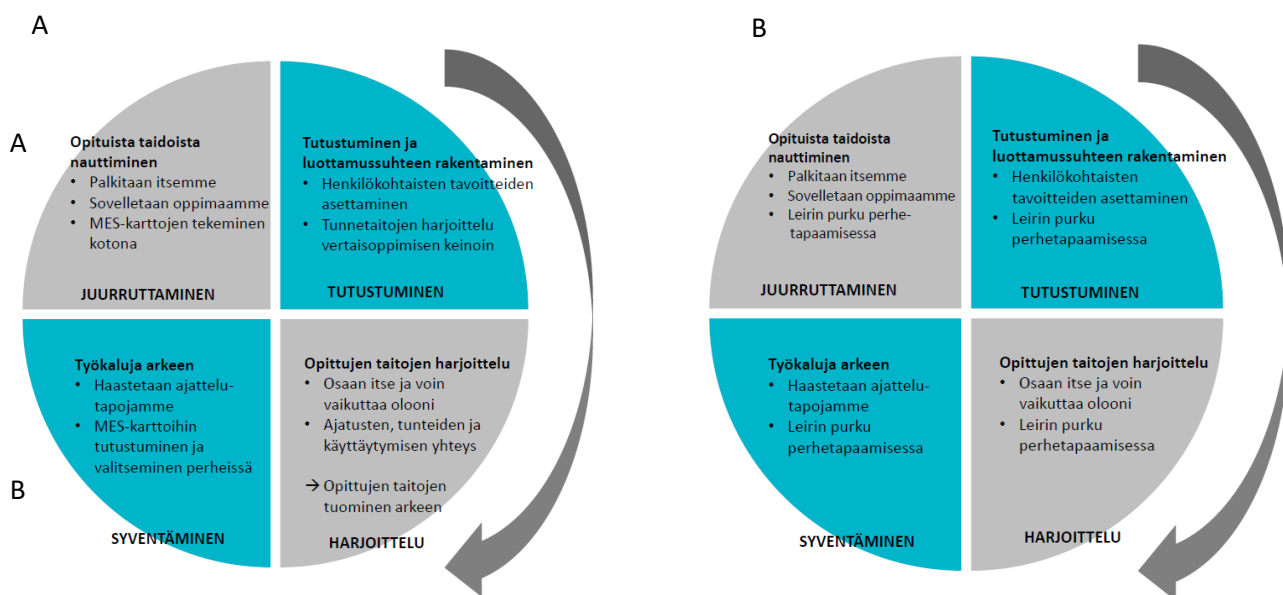 A
B
A
Opituista taidoista
nauttiminen
• Palkitaan itsemme
• Sovelletaan oppimaamme
• MES-karttojen tekeminen
kotona
JUURRUTTAMINEN
Tutustuminen ja
luottamussuhteen rakentaminen
• Henkilökohtaisten tavoitteiden
asettaminen
• Tunnetaitojen harjoittelu
vertaisoppimisen keinoin
TUTUSTUMINEN
Työkaluja arkeen
• Haastetaan ajattelu-
tapojamme
• MES-karttoihin
tutustuminen ja
valitseminen perheissä
B
SYVENTÄMINEN
Opittujen taitojen harjoittelu
• Osaan itse ja voin
vaikuttaa olooni
• Ajatusten, tunteiden ja
käyttäytymisen yhteys
→ Opittujen taitojen
tuominen arkeen
HARJOITTELU
Opituista taidoista
nauttiminen
• Palkitaan itsemme
• Sovelletaan oppimaamme
• Leirin purku perhe-
tapaamisessa
JUURRUTTAMINEN
Tutustuminen ja
luottamussuhteen rakentaminen
• Henkilökohtaisten
tavoitteiden asettaminen
• Leirin purku
perhetapaamisessa
TUTUSTUMINEN
Työkaluja arkeen
• Haastetaan ajattelu-
tapojamme
• Leirin purku
perhetapaamisessa
SYVENTÄMINEN
Opittujen taitojen harjoittelu
• Osaan itse ja voin
vaikuttaa olooni
• Leirin purku
perhetapaamisessa
HARJOITTELU